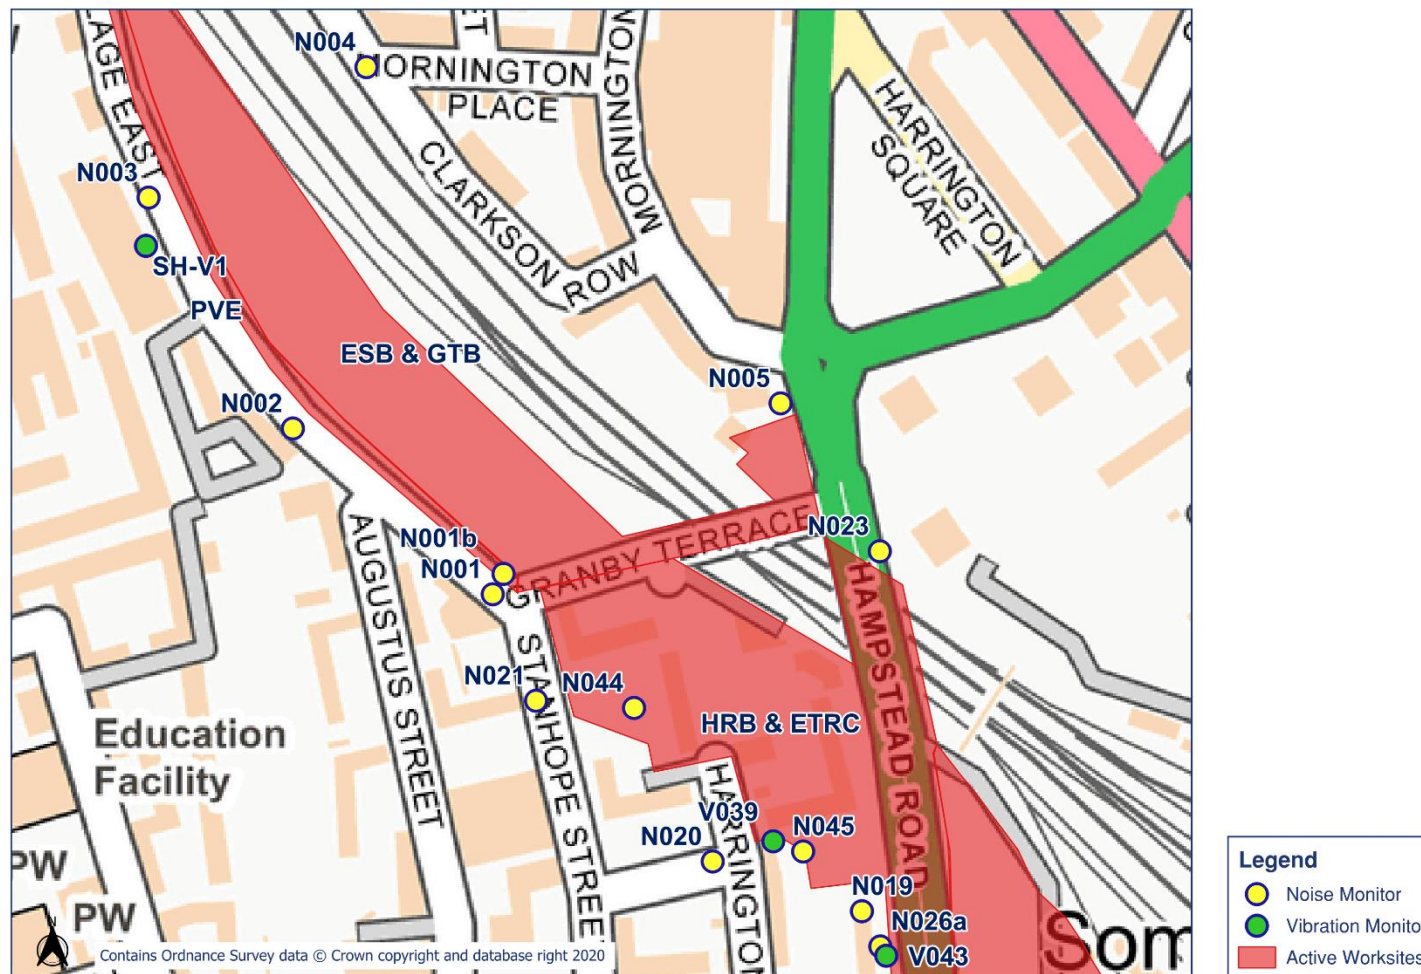 N004
MORNINGTON
PLACE
MORNINGTON
HARRINGTON
SQUARE
AGE EAST
N003
CLARKSON
ROW
SH-V1
PVE
ESB & GTB
N005
N002
N001b
N001
GRANBY TERRACE
N023
AUGUSTUS STREET
STANHOPE STREE
HAMPSTEAD ROAD
N021
N044
HRB & ETRC
Education
Facility
HARRINGTON
V039
N045
N020
N019
N026a
V043
PW
PW
Som
N
Contains Ordnance Survey data © Crown copyright and database right 2020
Legend
Noise Monitor
Vibration Monito
Active Worksites